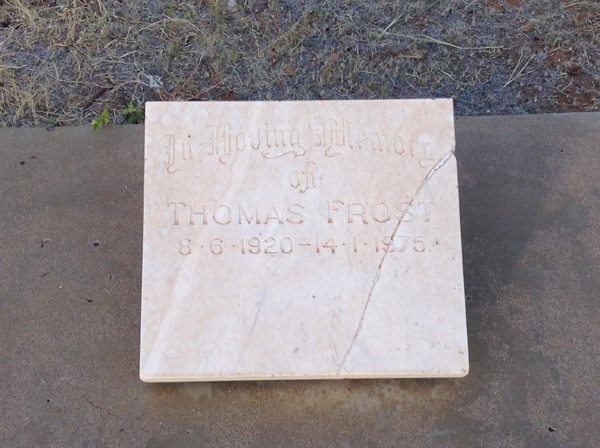 In Loving Memory
of
THOMAS FROST
8·6·1920–14·1·1975